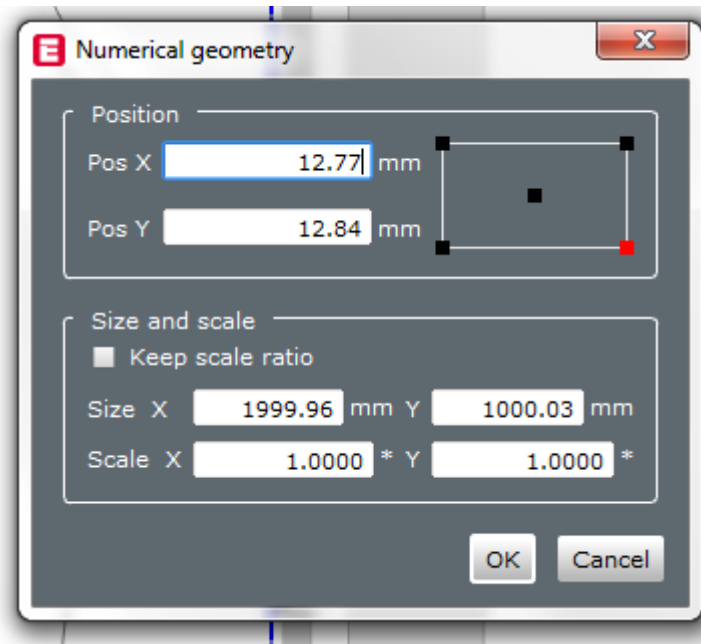 E Numerical geometry
x
Position
Pos X 12.77 mm
Pos Y 12.84 mm
Size and scale
Keep scale ratio
Size X 1999.96 mm Y 1000.03 mm
Scale X 1.0000 * Y 1.0000 *
OK Cancel